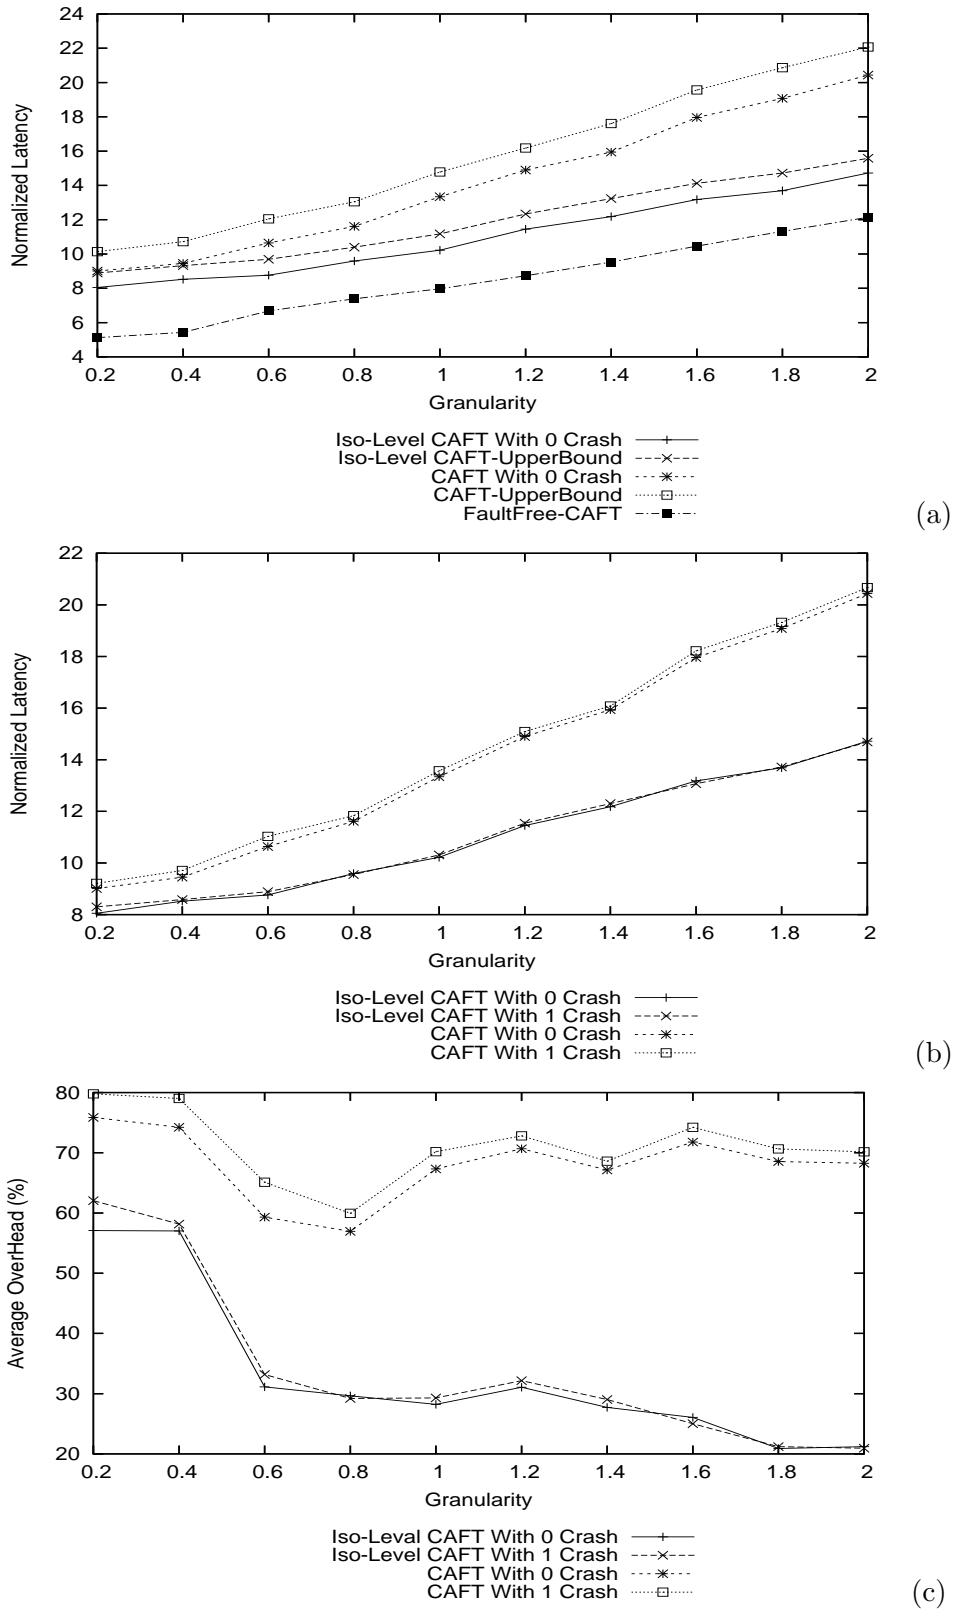 24
22
20
18
16
14
12
10
8
6
4
Normalized Latency
0.2 0.4 0.6 0.8 1 1.2 1.4 1.6 1.8 2
Granularity
Iso-Level CAFT With 0 Crash
Iso-Level CAFT-UpperBound
CAFT With 0 Crash
CAFT-UpperBound
FaultFree-CAFT
(a)
22
20
18
16
14
12
10
8
Normalized Latency
0.2 0.4 0.6 0.8 1 1.2 1.4 1.6 1.8 2
Granularity
Iso-Level CAFT With 0 Crash
Iso-Level CAFT With 1 Crash
CAFT With 0 Crash
CAFT With 1 Crash
(b)
80
70
60
50
40
30
20
Average OverHead (%)
0.2 0.4 0.6 0.8 1 1.2 1.4 1.6 1.8 2
Granularity
Iso-Leval CAFT With 0 Crash
Iso-Level CAFT With 1 Crash
CAFT With 0 Crash
CAFT With 1 Crash
(c)